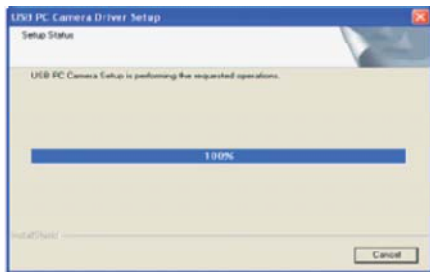 USB PC Camera Driver Setup
Setup Status
USB PC Camera Setup is performing the requested operations.
100%
InstallShield
Cancel